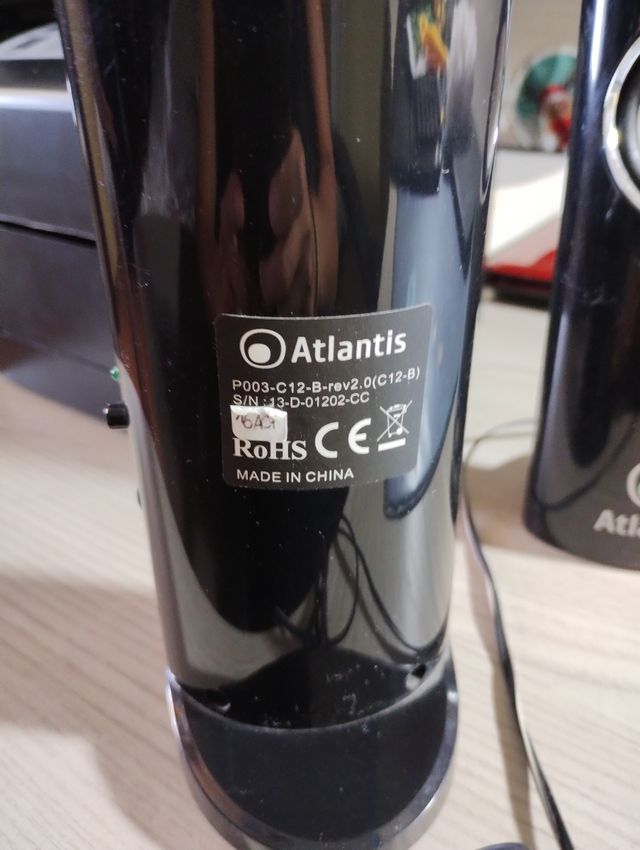 Atlantis
P003-C12-B-rev2.0(C12-B)
S/N :13-D-01202-CC
RoHS CE
MADE IN CHINA
Atla